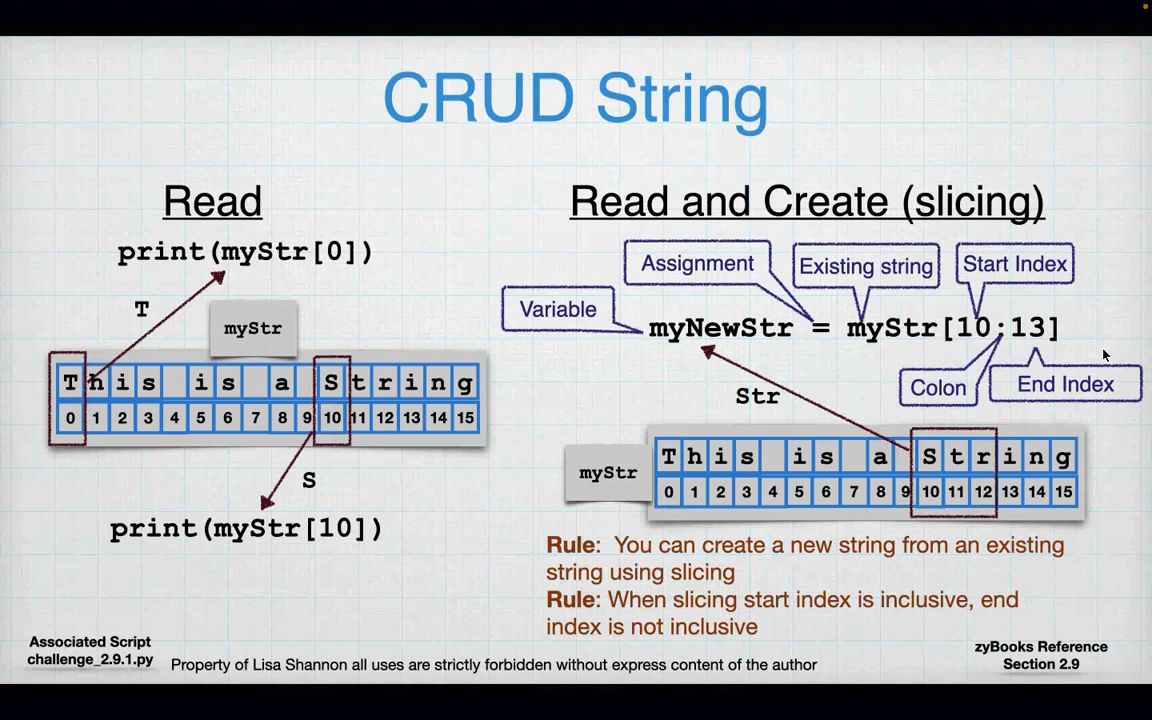 CRUD String
Read
print(myStr[0])
T
myStr
T h i s   i s   a   S t r i n g
0 1 2 3 4 5 6 7 8 9 10 11 12 13 14 15
S
print(myStr[10])
Read and Create (slicing)
Assignment
Existing string
Start Index
Variable
myNewStr = myStr[10:13]
Colon
End Index
Str
myStr
T h i s   i s   a   S t r i n g
0 1 2 3 4 5 6 7 8 9 10 11 12 13 14 15
Rule: You can create a new string from an existing
string using slicing
Rule: When slicing start index is inclusive, end
index is not inclusive
Associated Script
challenge_2.9.1.py
Property of Lisa Shannon all uses are strictly forbidden without express content of the author
zyBooks Reference
Section 2.9